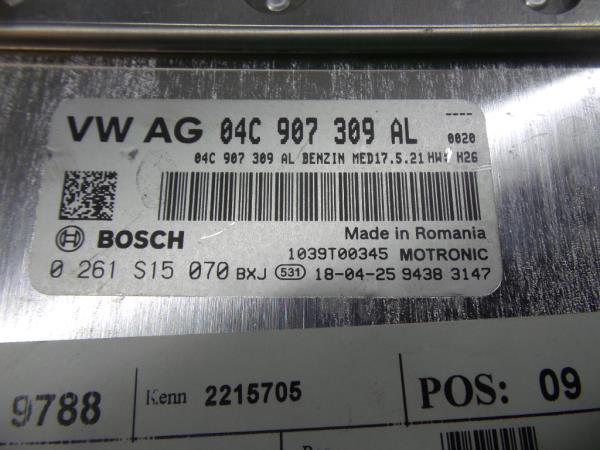 VW AG 04C 907 309 AL ----
0020
04C 907 309 AL BENZIN MED17.5.21 HW: H26
Made in Romania
BOSCH 1039T00345 MOTRONIC
0 261 S15 070 BXJ 531 18-04-25 9438 3147
9788 Kenn 2215705 POS: 09